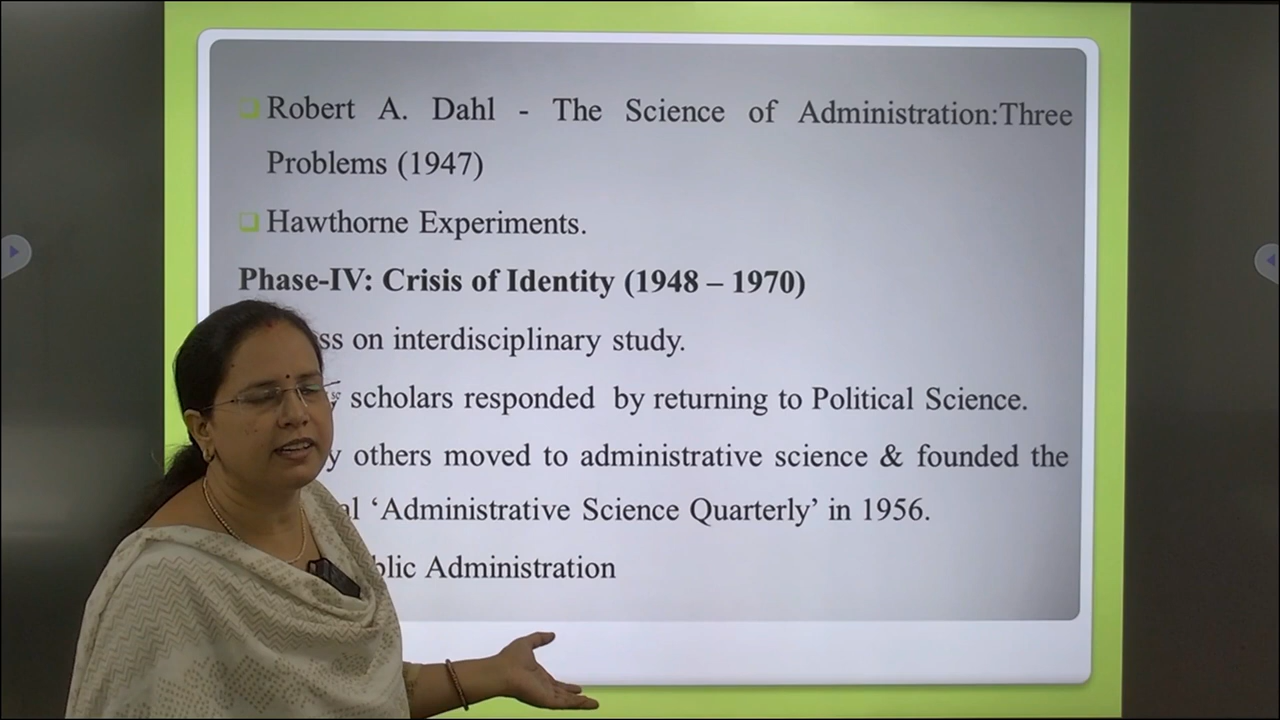 Robert A. Dahl - The Science of Administration:Three
Problems (1947)
Hawthorne Experiments.
Phase-IV: Crisis of Identity (1948 – 1970)
ss on interdisciplinary study.
scholars responded by returning to Political Science.
y others moved to administrative science & founded the
al ‘Administrative Science Quarterly’ in 1956.
blic Administration